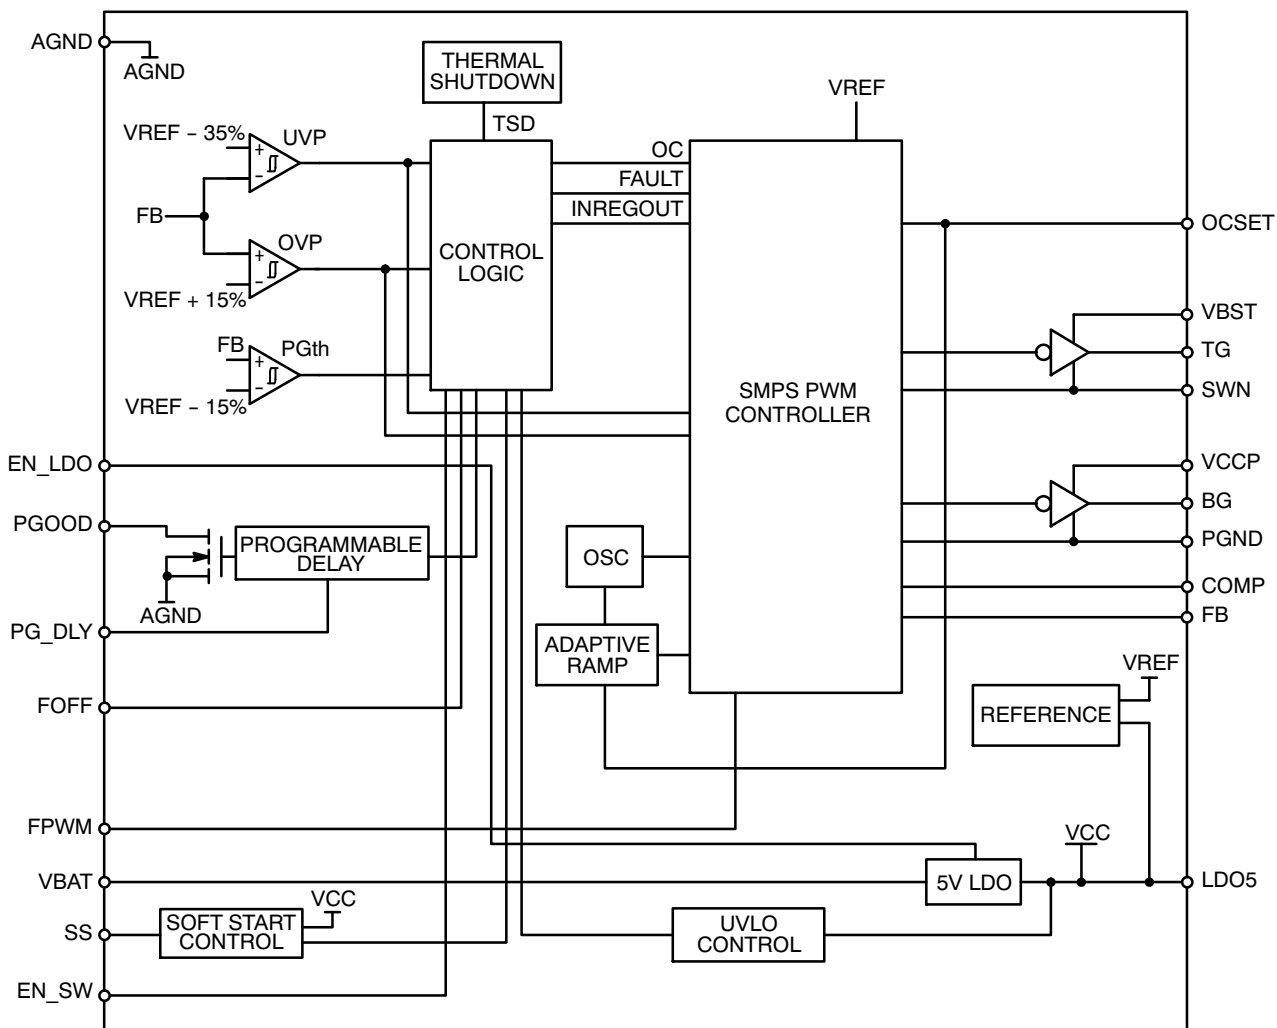 AGND
AGND
THERMAL
SHUTDOWN
TSD
VREF
VREF – 35%
UVP
+
–
FB
OVP
+
–
VREF + 15%
FB
PGth
+
–
VREF – 15%
CONTROL
LOGIC
OC
FAULT
INREGOUT
SMPS PWM
CONTROLLER
OCSET
VBST
TG
SWN
VCCP
BG
PGND
COMP
FB
EN_LDO
PGOOD
PROGRAMMABLE
DELAY
AGND
PG_DLY
OSC
ADAPTIVE
RAMP
FOFF
VREF
REFERENCE
FPWM
VCC
VBAT
5V LDO
LDO5
SS
SOFT START
CONTROL
VCC
UVLO
CONTROL
EN_SW